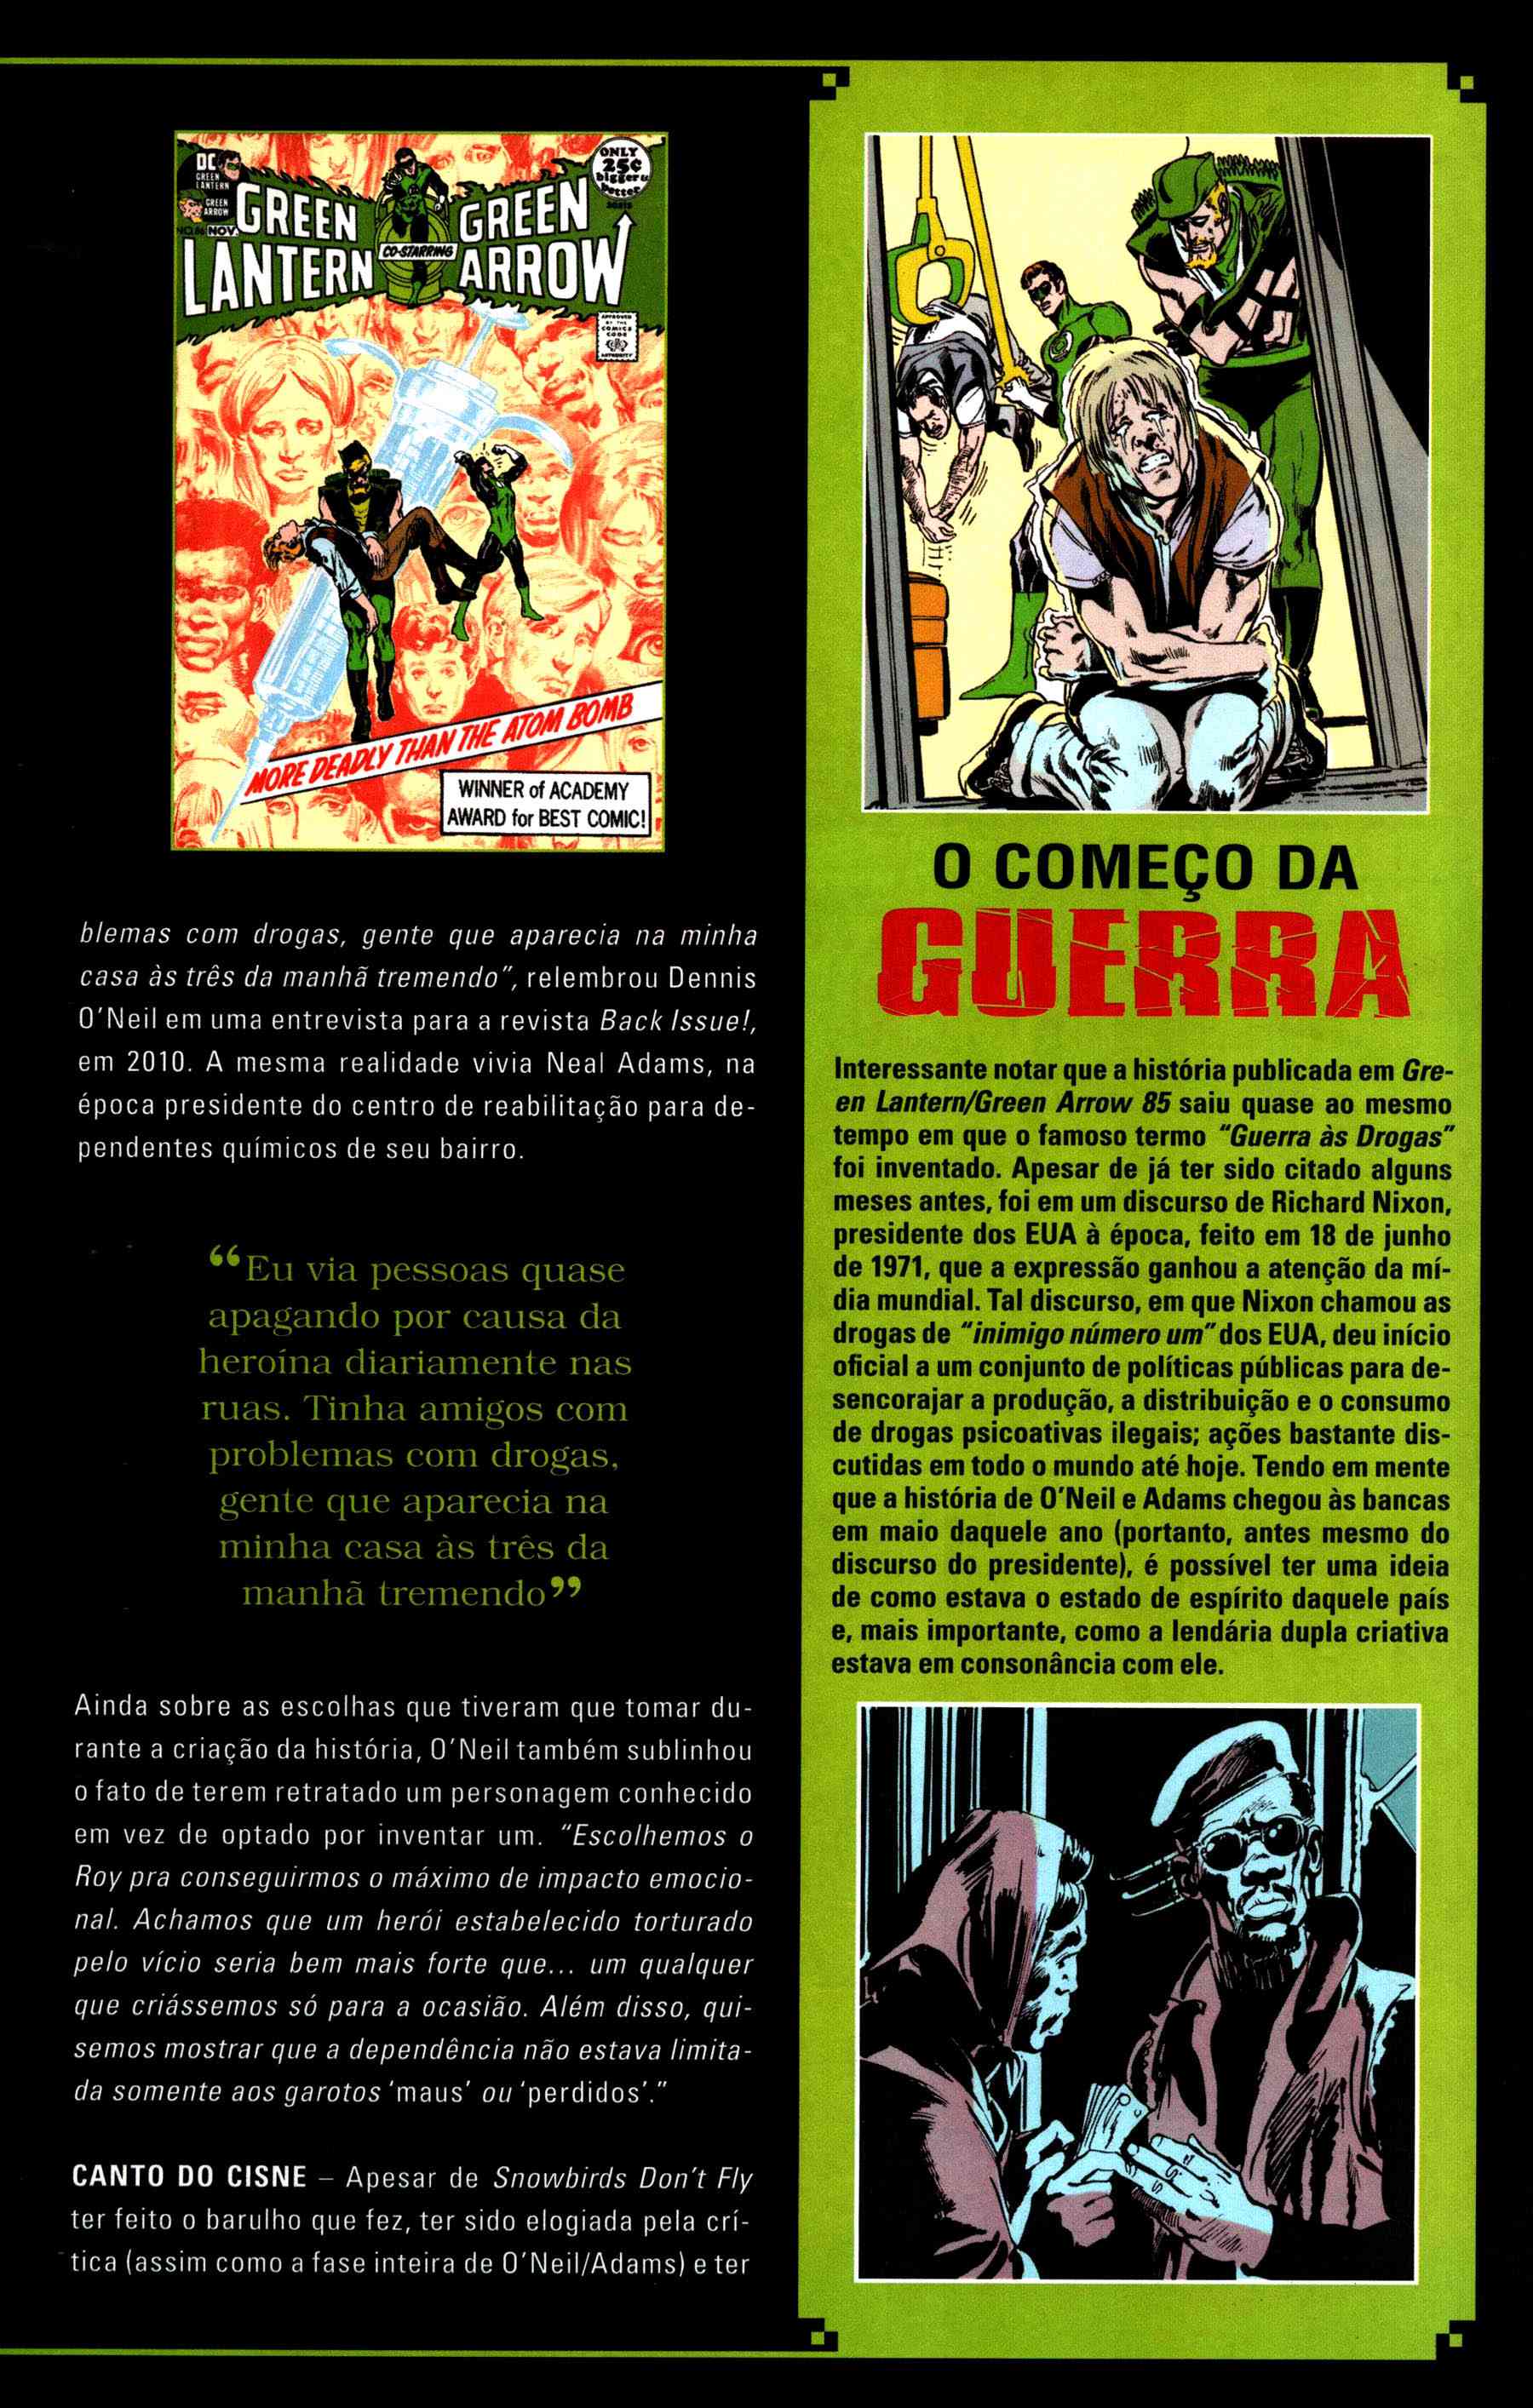 DC
GREEN
LANTERN
GREEN
ARROW
NO.86 NOV.
GREEN
LANTERN
CO-STARRING
GREEN
ARROW
ONLY
25¢
bigger &
better
APPROVED
BY THE
COMICS
CODE
AUTHORITY
MORE DEADLY THAN THE ATOM BOMB
WINNER of ACADEMY
AWARD for BEST COMIC!
blemas com drogas, gente que aparecia na minha
casa às três da manhã tremendo”, relembrou Dennis
O’Neil em uma entrevista para a revista Back Issue!,
em 2010. A mesma realidade vivia Neal Adams, na
época presidente do centro de reabilitação para de-
pendentes químicos de seu bairro.
“Eu via pessoas quase
apagando por causa da
heroína diariamente nas
ruas. Tinha amigos com
problemas com drogas,
gente que aparecia na
minha casa às três da
manhã tremendo”
Ainda sobre as escolhas que tiveram que tomar du-
rante a criação da história, O’Neil também sublinhou
o fato de terem retratado um personagem conhecido
em vez de optado por inventar um. “Escolhemos o
Roy pra conseguirmos o máximo de impacto emocio-
nal. Achamos que um herói estabelecido torturado
pelo vício seria bem mais forte que... um qualquer
que criássemos só para a ocasião. Além disso, qui-
semos mostrar que a dependência não estava limita-
da somente aos garotos ‘maus’ ou ‘perdidos’.”
CANTO DO CISNE – Apesar de Snowbirds Don’t Fly
ter feito o barulho que fez, ter sido elogiada pela crí-
tica (assim como a fase inteira de O’Neil/Adams) e ter
O COMEÇO DA
GUERRA
Interessante notar que a história publicada em Gre-
en Lantern/Green Arrow 85 saiu quase ao mesmo
tempo em que o famoso termo “Guerra às Drogas”
foi inventado. Apesar de já ter sido citado alguns
meses antes, foi em um discurso de Richard Nixon,
presidente dos EUA à época, feito em 18 de junho
de 1971, que a expressão ganhou a atenção da mí-
dia mundial. Tal discurso, em que Nixon chamou as
drogas de “inimigo número um” dos EUA, deu início
oficial a um conjunto de políticas públicas para de-
sencorajar a produção, a distribuição e o consumo
de drogas psicoativas ilegais; ações bastante dis-
cutidas em todo o mundo até hoje. Tendo em mente
que a história de O’Neil e Adams chegou às bancas
em maio daquele ano (portanto, antes mesmo do
discurso do presidente), é possível ter uma ideia
de como estava o estado de espírito daquele país
e, mais importante, como a lendária dupla criativa
estava em consonância com ele.